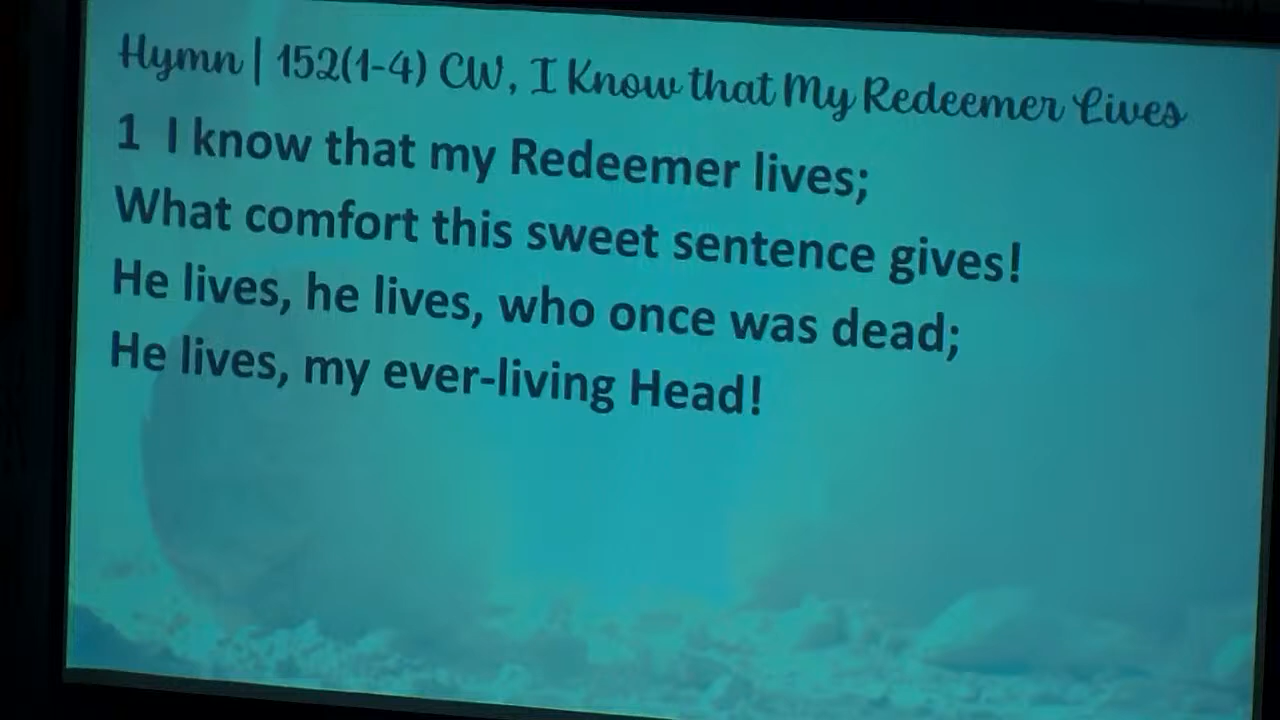 Hymn | 152(1-4) CW, I Know that My Redeemer Lives
1 I know that my Redeemer lives;
What comfort this sweet sentence gives!
He lives, he lives, who once was dead;
He lives, my ever-living Head!